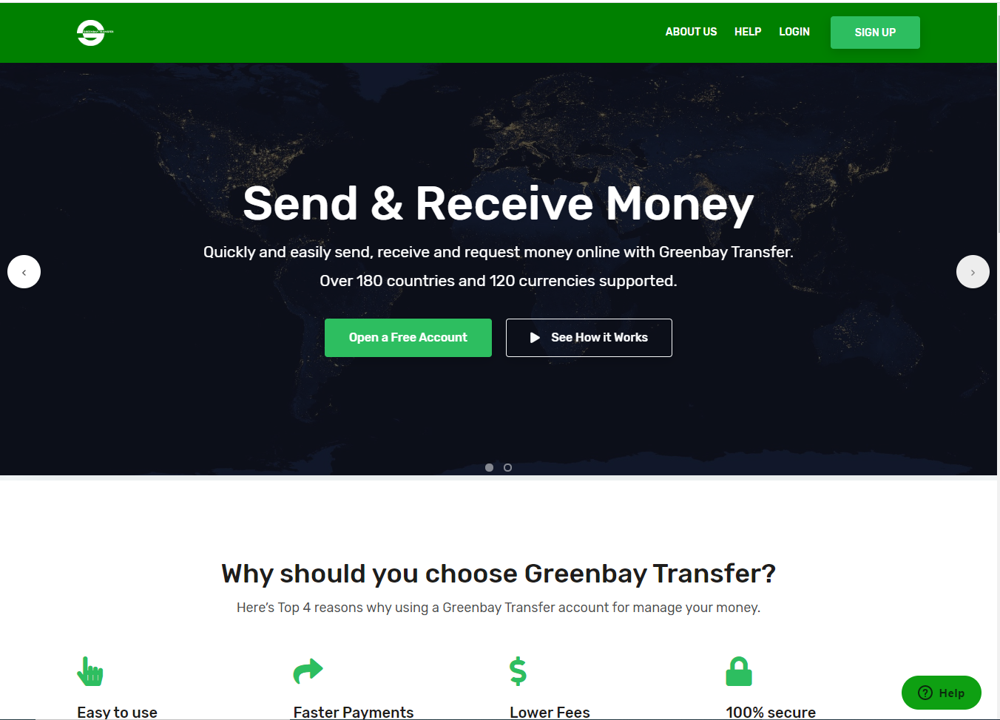 GREENBAY TRANSFER
ABOUT US HELP LOGIN SIGN UP
Send & Receive Money
Quickly and easily send, receive and request money online with Greenbay Transfer.
Over 180 countries and 120 currencies supported.
Open a Free Account See How it Works
Why should you choose Greenbay Transfer?
Here's Top 4 reasons why using a Greenbay Transfer account for manage your money.
Easy to use Faster Payments Lower Fees 100% secure
Help